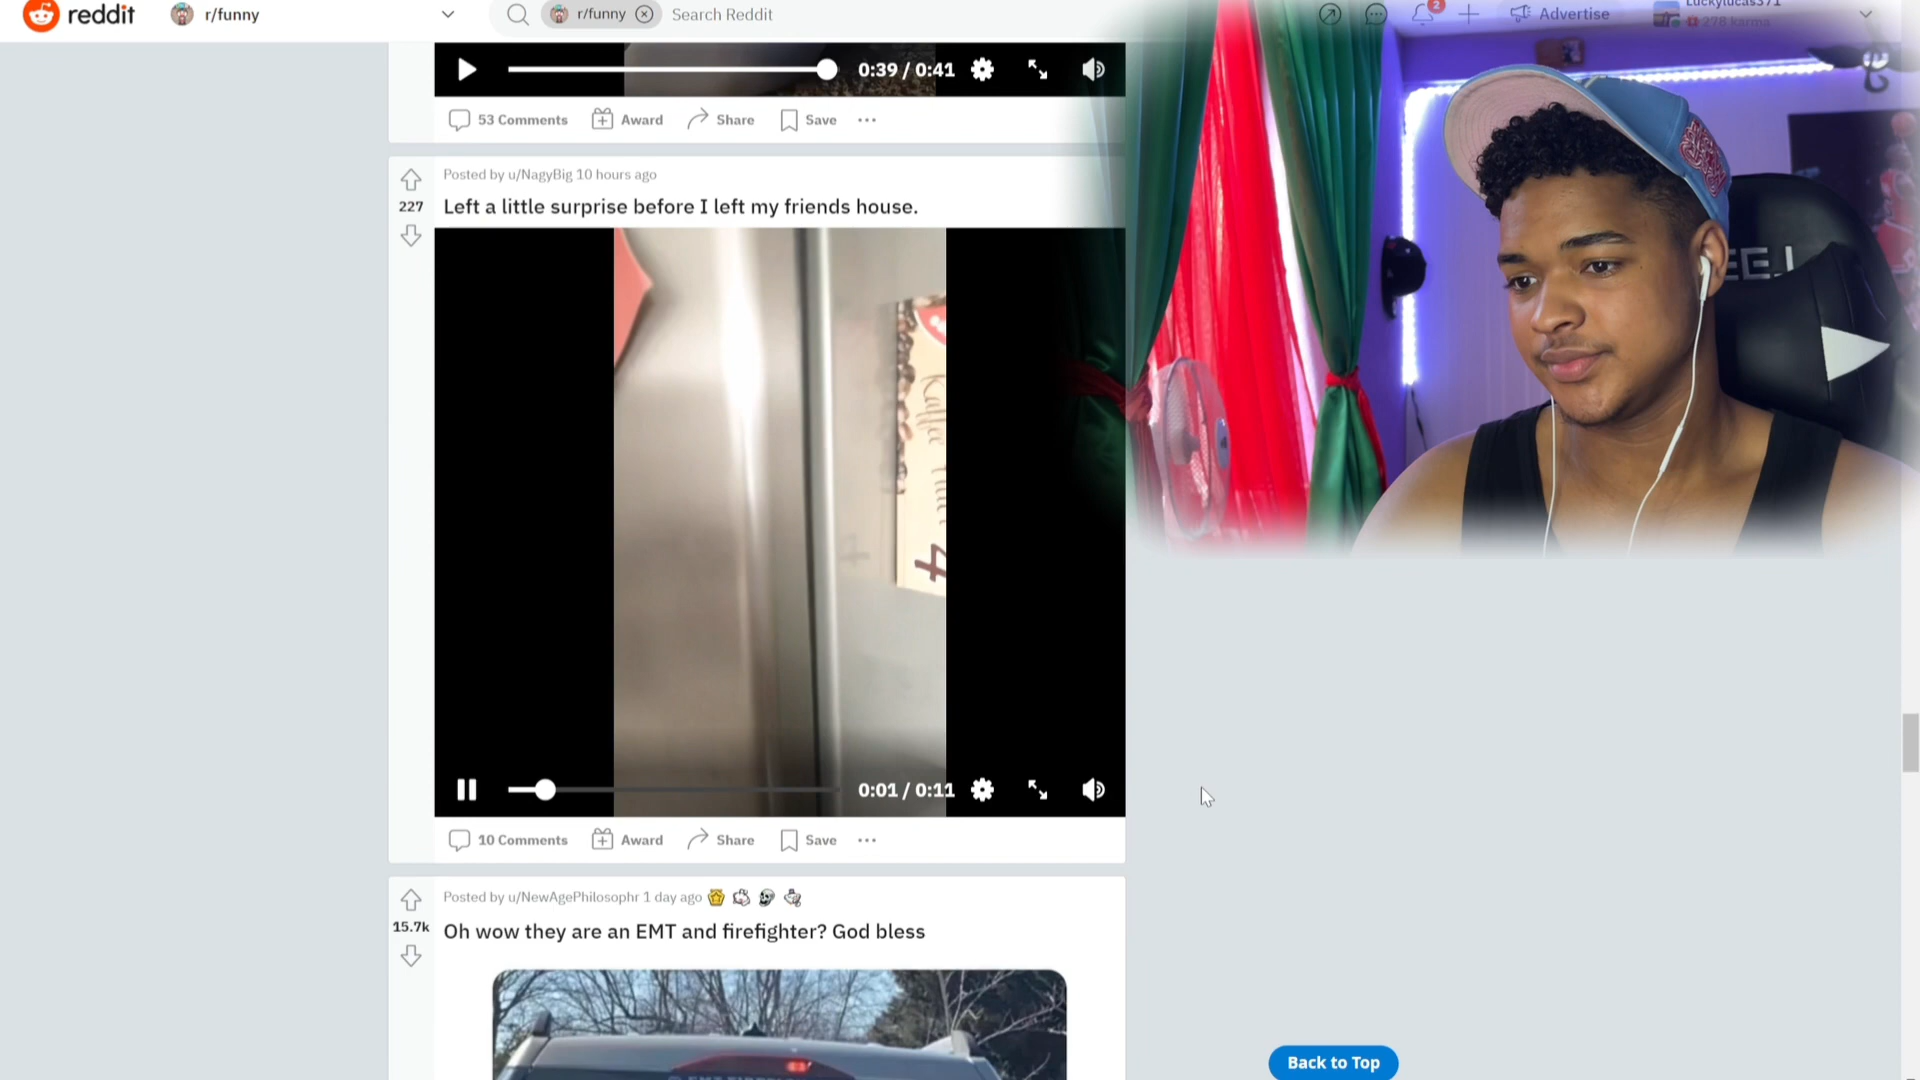 reddit
r/funny
r/funny
Search Reddit
2
Advertise
Luckylucas371
278 karma
0:39 / 0:41
53 Comments
Award
Share
Save
Posted by u/NagyBig 10 hours ago
227
Left a little surprise before I left my friends house.
4
0:01 / 0:11
10 Comments
Award
Share
Save
Posted by u/NewAgePhilosophr 1 day ago
15.7k
Oh wow they are an EMT and firefighter? God bless
Back to Top